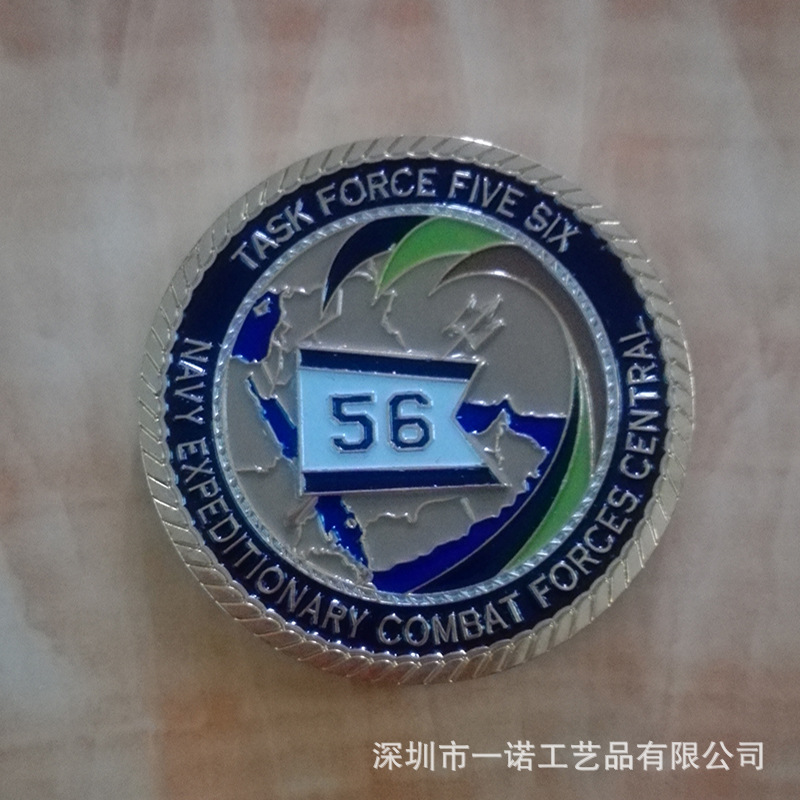 TASK FORCE FIVE SIX
56
NAVY EXPEDITIONARY COMBAT FORCES CENTRAL
深圳市一诺工艺品有限公司